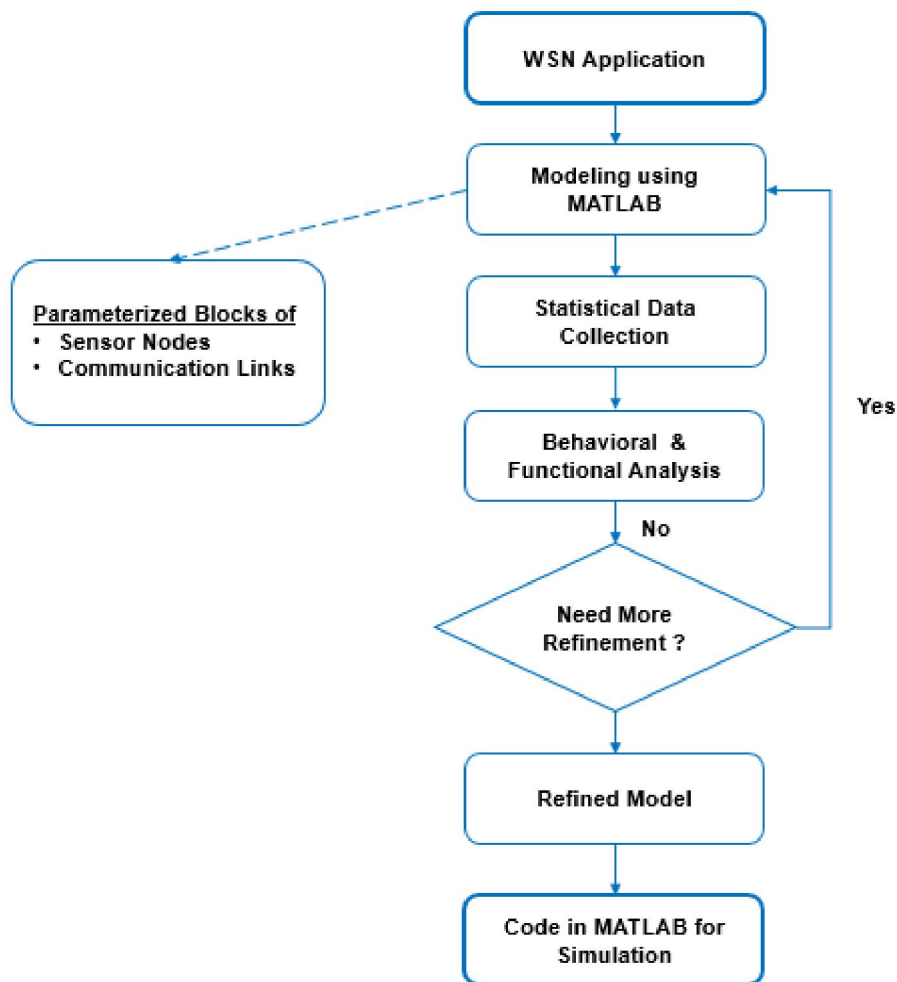 WSN Application
Modeling using
MATLAB
Parameterized Blocks of
• Sensor Nodes
• Communication Links
Statistical Data
Collection
Yes
Behavioral &
Functional Analysis
No
Need More
Refinement ?
Refined Model
Code in MATLAB for
Simulation